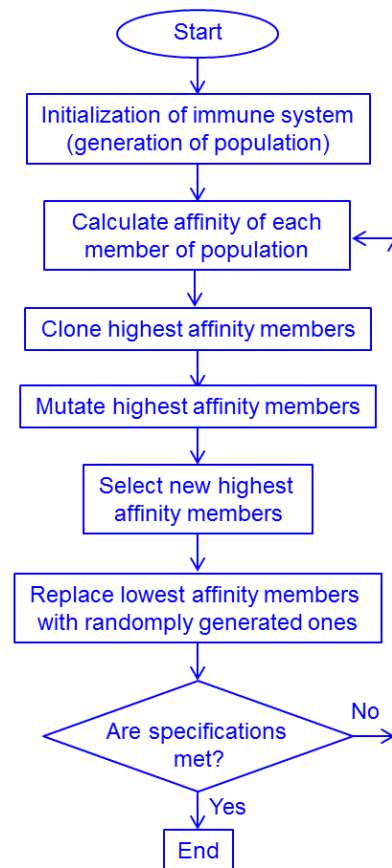 Start
Initialization of immune system
(generation of population)
Calculate affinity of each
member of population
Clone highest affinity members
Mutate highest affinity members
Select new highest
affinity members
Replace lowest affinity members
with randomply generated ones
Are specifications
met?
No
Yes
End